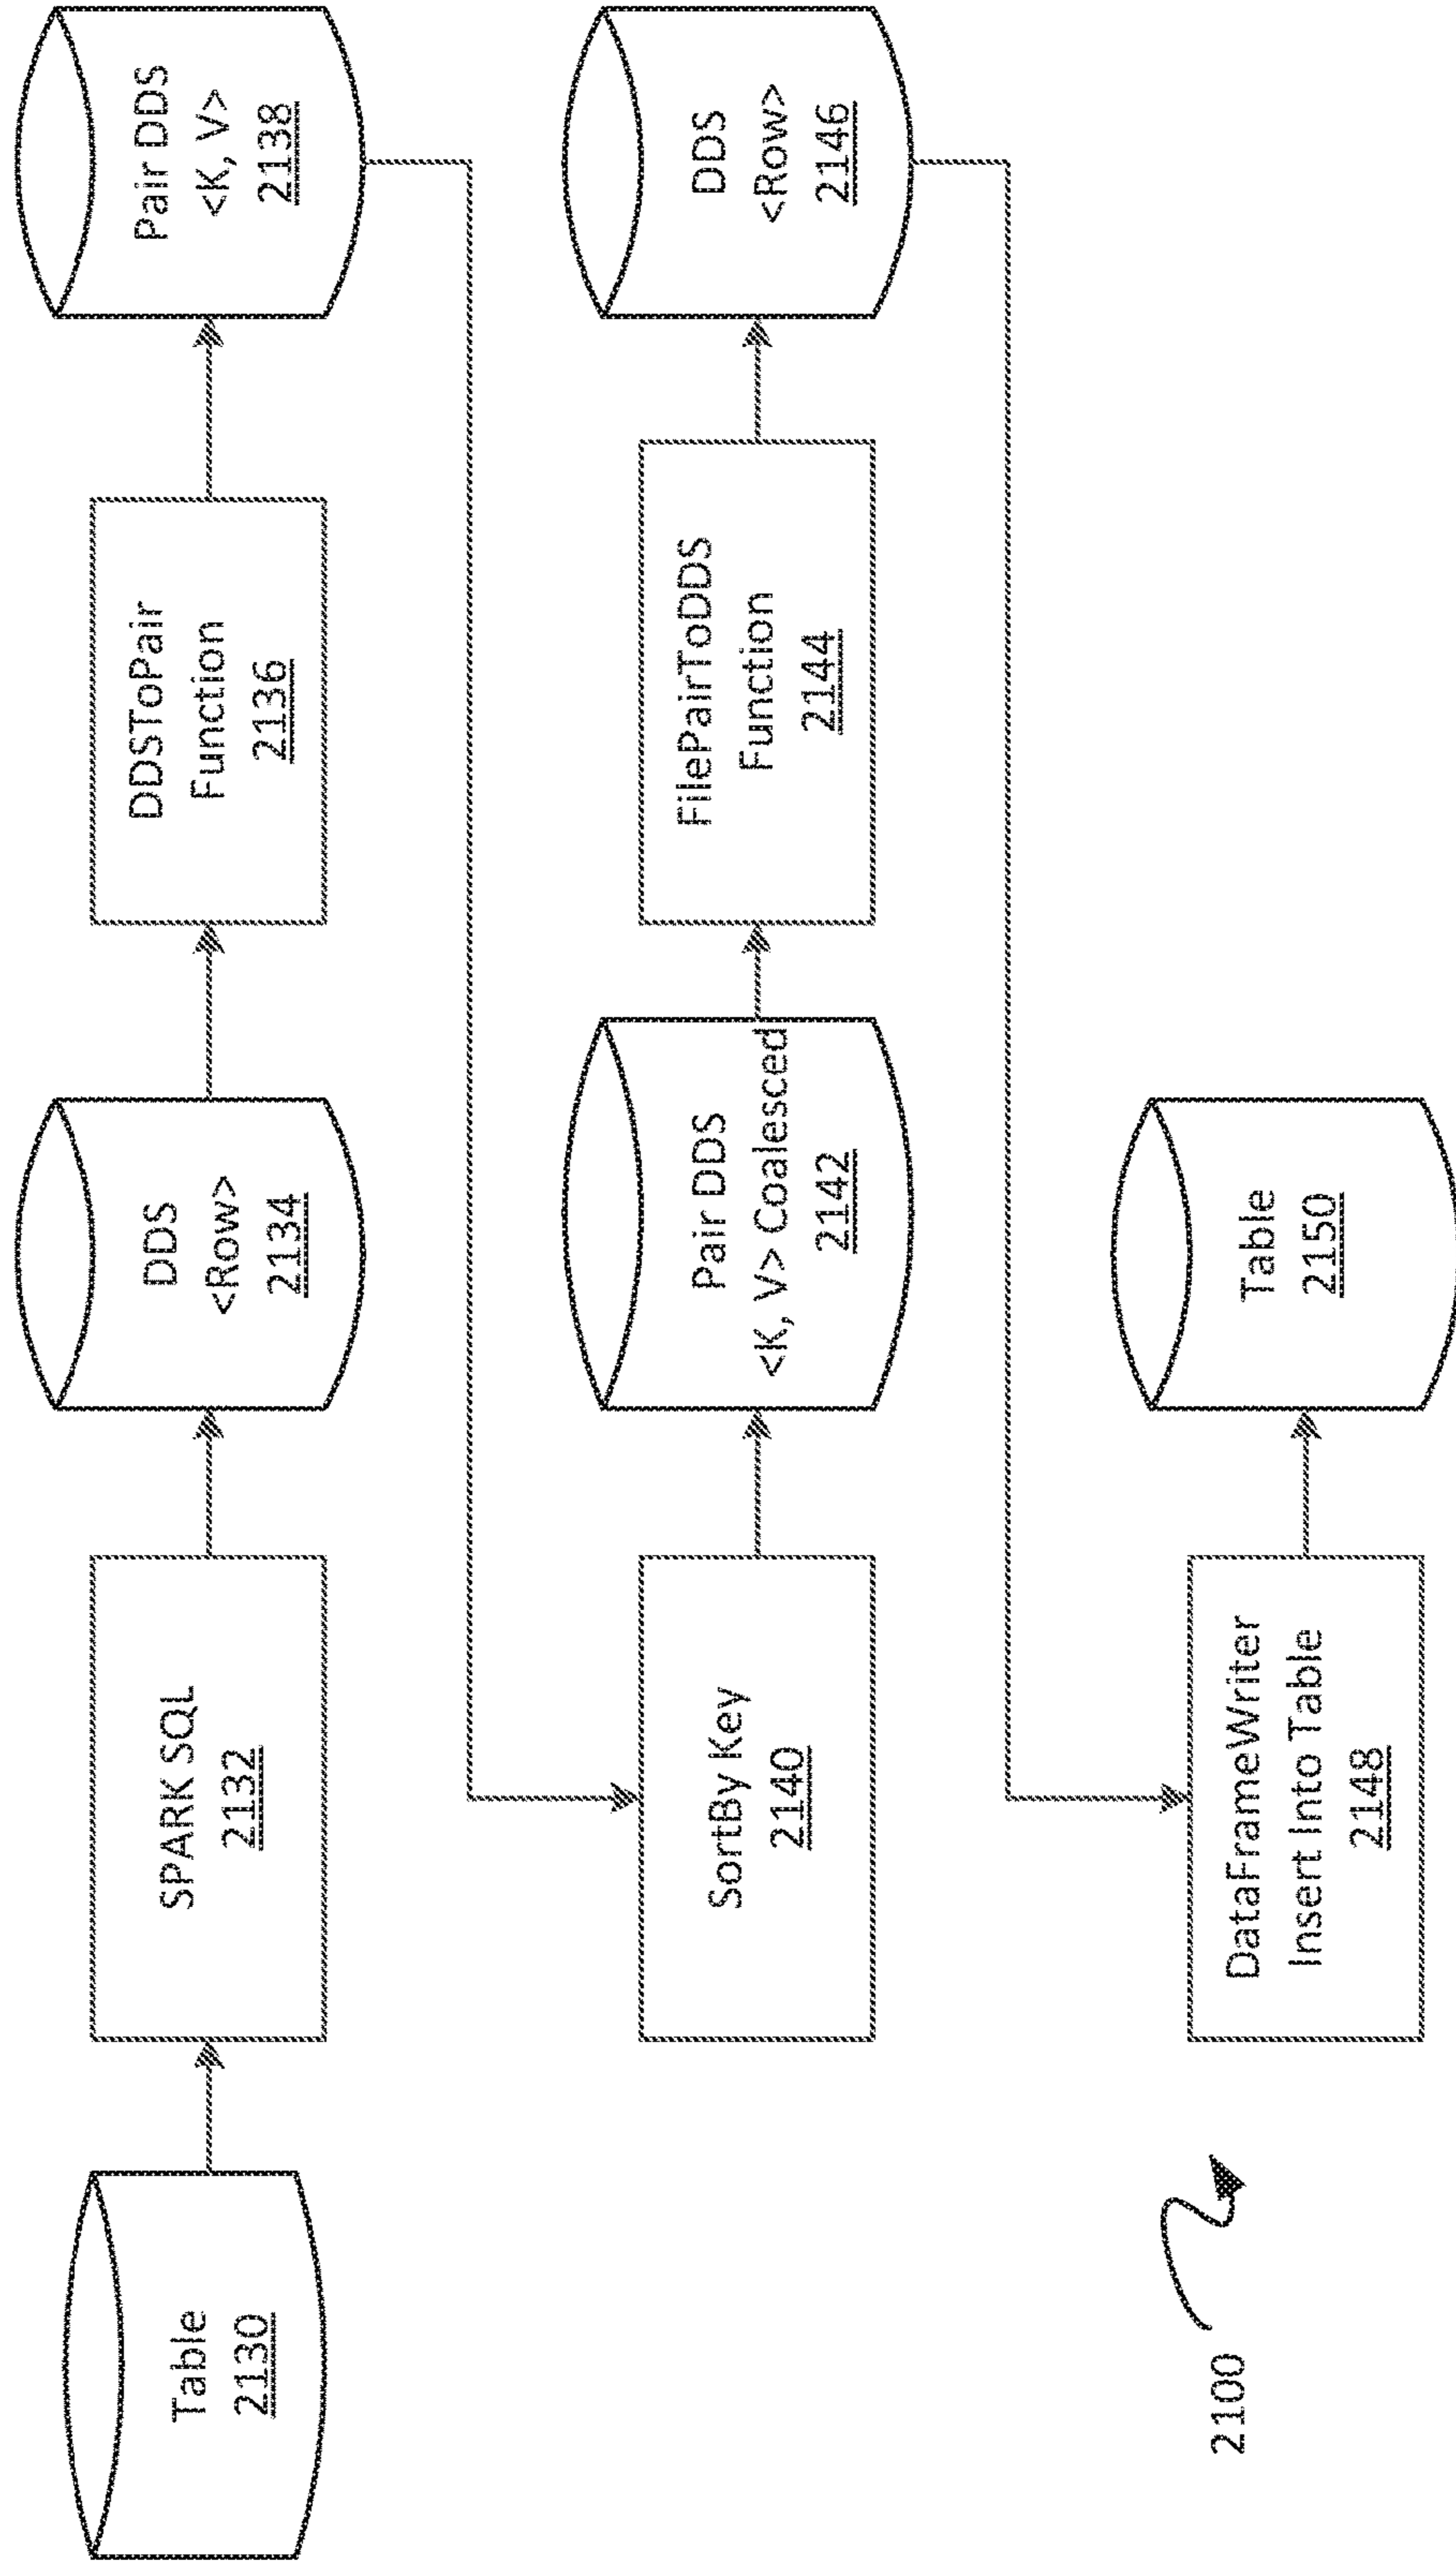 Table
2130
SPARK SQL
2132
DDS
<Row>
2134
DDSToPair
Function
2136
Pair DDS
<K, V>
2138
SortBy Key
2140
Pair DDS
<K, V> Coalesced
2142
FilePairToDDS
Function
2144
DDS
<Row>
2146
DataFrameWriter
Insert Into Table
2148
Table
2150
2100